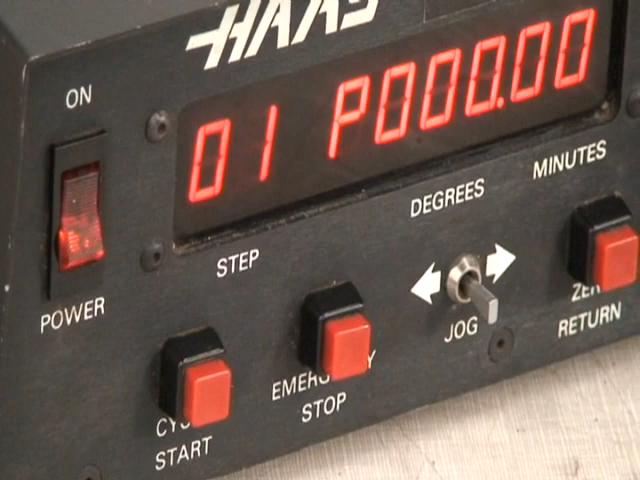 HAAS
ON
01 P000.00
MINUTES
DEGREES
STEP
POWER
JOG
RETURN
STOP
START